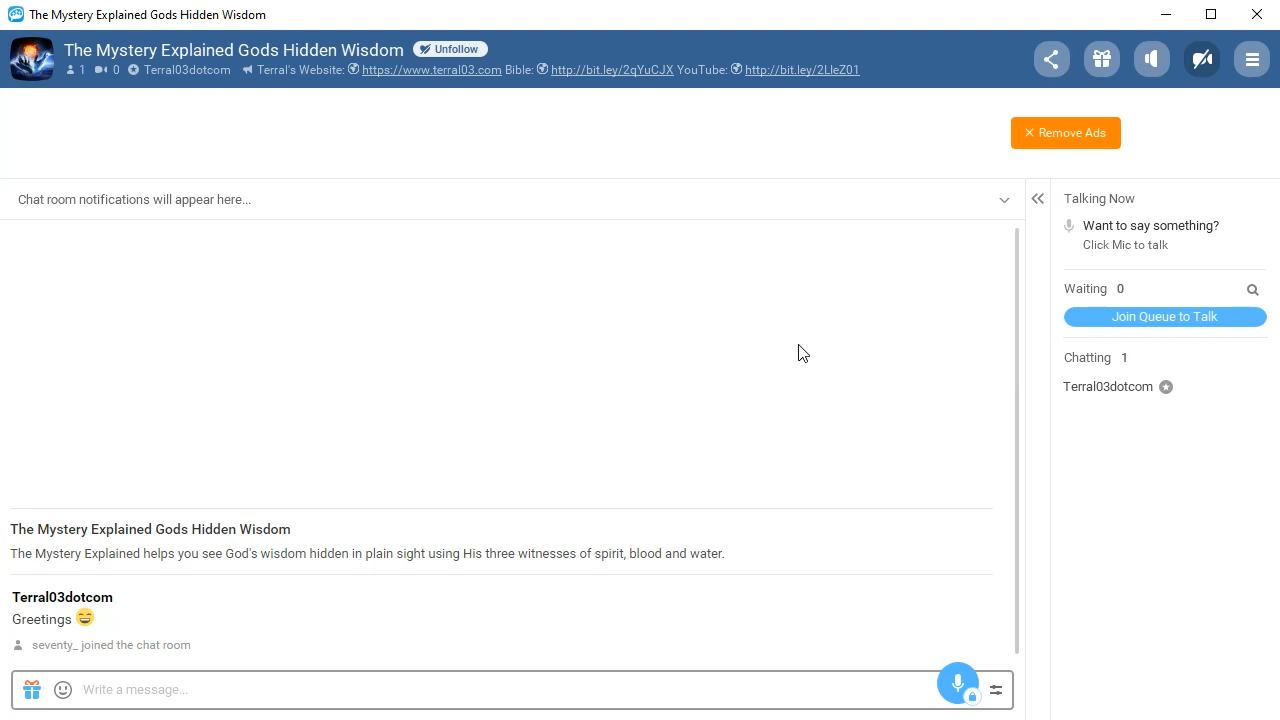 The Mystery Explained Gods Hidden Wisdom
The Mystery Explained Gods Hidden Wisdom Unfollow
1 0 Terral03dotcom Terral's Website: https://www.terral03.com Bible: http://bit.ley/2qYuCJX YouTube: http://bit.ley/2LleZ01
Remove Ads
Chat room notifications will appear here...
Talking Now
Want to say something?
Click Mic to talk
Waiting 0
Join Queue to Talk
Chatting 1
Terral03dotcom
The Mystery Explained Gods Hidden Wisdom
The Mystery Explained helps you see God's wisdom hidden in plain sight using His three witnesses of spirit, blood and water.
Terral03dotcom
Greetings 😄
seventy_ joined the chat room
Write a message...